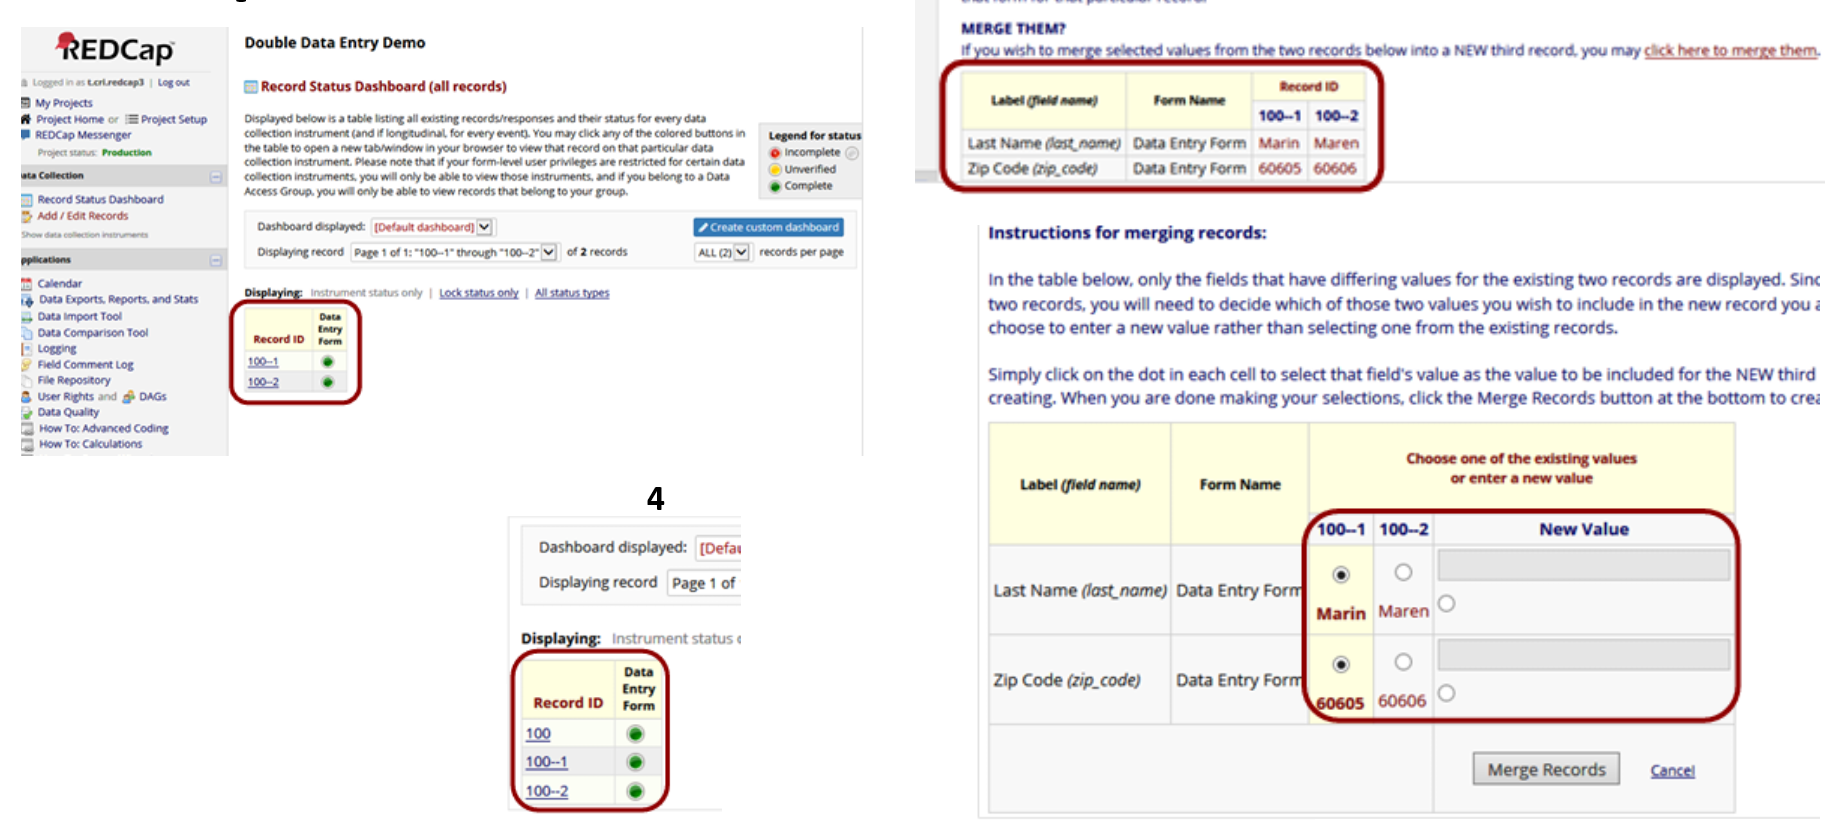 REDCap
Logged in as t.crl.redcap3 | Log out
My Projects
Project Home or Project Setup
REDCap Messenger
Project status: Production
ata Collection
Record Status Dashboard
Add / Edit Records
Show data collection instruments
pplications
Calendar
Data Exports, Reports, and Stats
Data Import Tool
Data Comparison Tool
Logging
Field Comment Log
File Repository
User Rights and DAGs
Data Quality
How To: Advanced Coding
How To: Calculations
Double Data Entry Demo
Record Status Dashboard (all records)
Displayed below is a table listing all existing records/responses and their status for every data
collection instrument (and if longitudinal, for every event). You may click any of the colored buttons in
the table to open a new tab/window in your browser to view that record on that particular data
collection instrument. Please note that if your form-level user privileges are restricted for certain data
collection instruments, you will only be able to view those instruments, and if you belong to a Data
Access Group, you will only be able to view records that belong to your group.
Legend for status
Incomplete
Unverified
Complete
Dashboard displayed: [Default dashboard]
Create custom dashboard
Displaying record Page 1 of 1: "100--1" through "100--2" of 2 records
ALL (2) records per page
Displaying: Instrument status only | Lock status only | All status types
Record ID Data Entry Form
100--1
100--2
that form for that particular record.
MERGE THEM?
If you wish to merge selected values from the two records below into a NEW third record, you may click here to merge them.
Label (field name) Form Name Record ID
100--1 100--2
Last Name (last_name) Data Entry Form Marin Maren
Zip Code (zip_code) Data Entry Form 60605 60606
Instructions for merging records:
In the table below, only the fields that have differing values for the existing two records are displayed. Sinc
two records, you will need to decide which of those two values you wish to include in the new record you a
choose to enter a new value rather than selecting one from the existing records.
Simply click on the dot in each cell to select that field's value as the value to be included for the NEW third
creating. When you are done making your selections, click the Merge Records button at the bottom to crea
Label (field name) Form Name Choose one of the existing values
or enter a new value
100--1 100--2 New Value
Last Name (last_name) Data Entry Form Marin Maren
Zip Code (zip_code) Data Entry Form 60605 60606
Merge Records Cancel
4
Dashboard displayed: [Defau
Displaying record Page 1 of
Displaying: Instrument status o
Record ID Data Entry Form
100
100--1
100--2